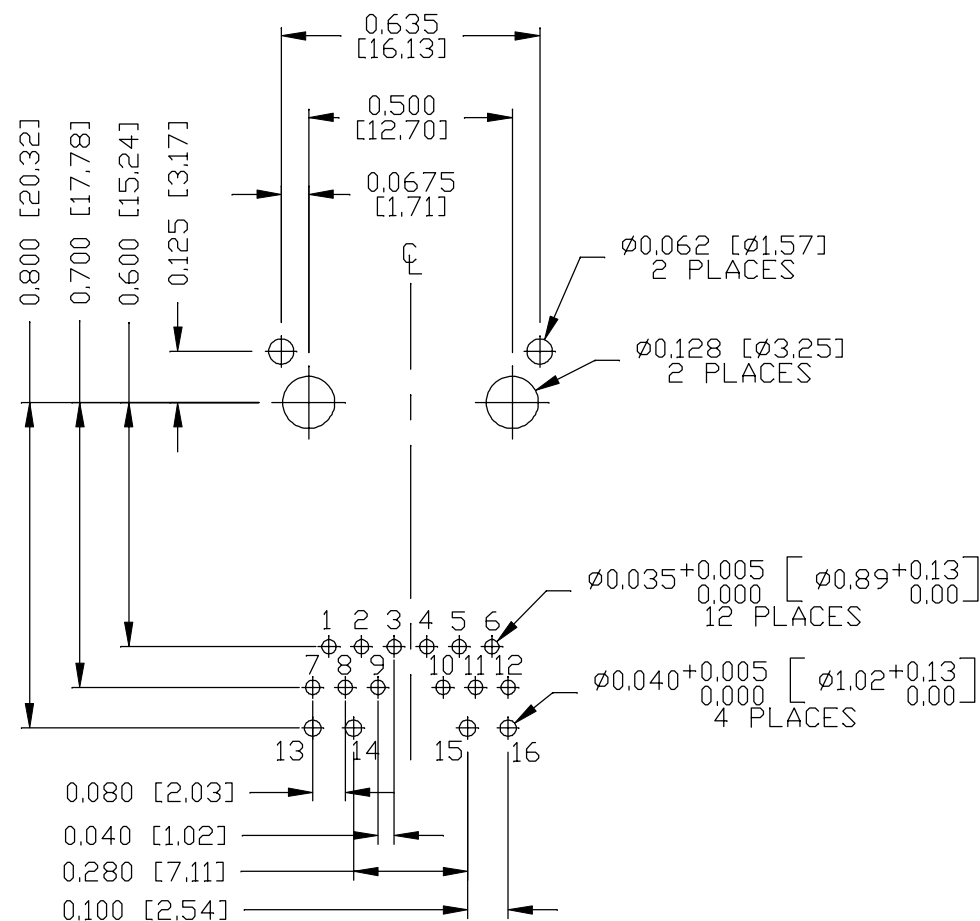 0.635
[16.13]
0.500
[12.70]
0.0675
[1.71]
0.800 [20.32]
0.700 [17.78]
0.600 [15.24]
0.125 [3.17]
℄
Ø0.062 [Ø1.57]
2 PLACES
Ø0.128 [Ø3.25]
2 PLACES
Ø0.035+0.005 [Ø0.89+0.13]
0.000 0.00
12 PLACES
1 2 3 4 5 6
7 8 9 10 11 12
Ø0.040+0.005 [Ø1.02+0.13]
0.000 0.00
4 PLACES
13 14 15 16
0.080 [2.03]
0.040 [1.02]
0.280 [7.11]
0.100 [2.54]